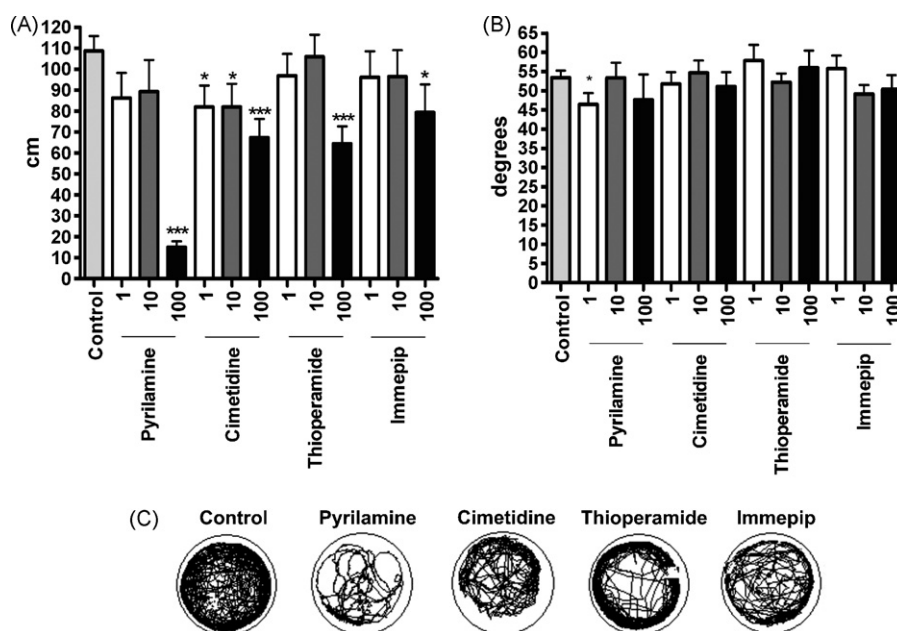 (A)
120
110
100
90
80
70
60
50
40
30
20
10
0
cm
* * *** *** * ***
Control 1 10 100 1 10 100 1 10 100 1 10 100
Pyrilamine Cimetidine Thioperamide Immepip
(B)
65
60
55
50
45
40
35
30
25
20
15
10
5
0
degrees
*
Control 1 10 100 1 10 100 1 10 100 1 10 100
Pyrilamine Cimetidine Thioperamide Immepip
(C) Control Pyrilamine Cimetidine Thioperamide Immepip